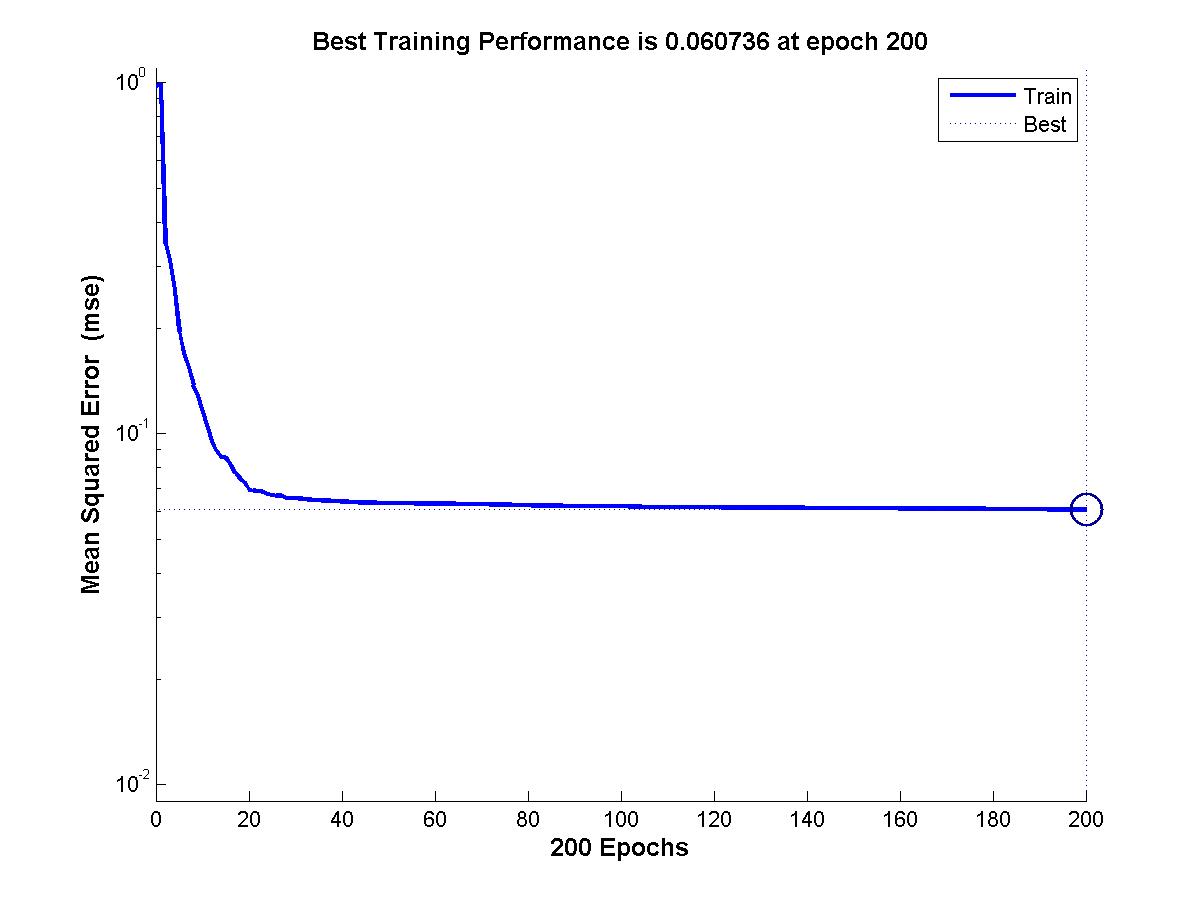 Best Training Performance is 0.060736 at epoch 200
10^0
Train
Best
Mean Squared Error (mse)
10^-1
10^-2
0 20 40 60 80 100 120 140 160 180 200
200 Epochs